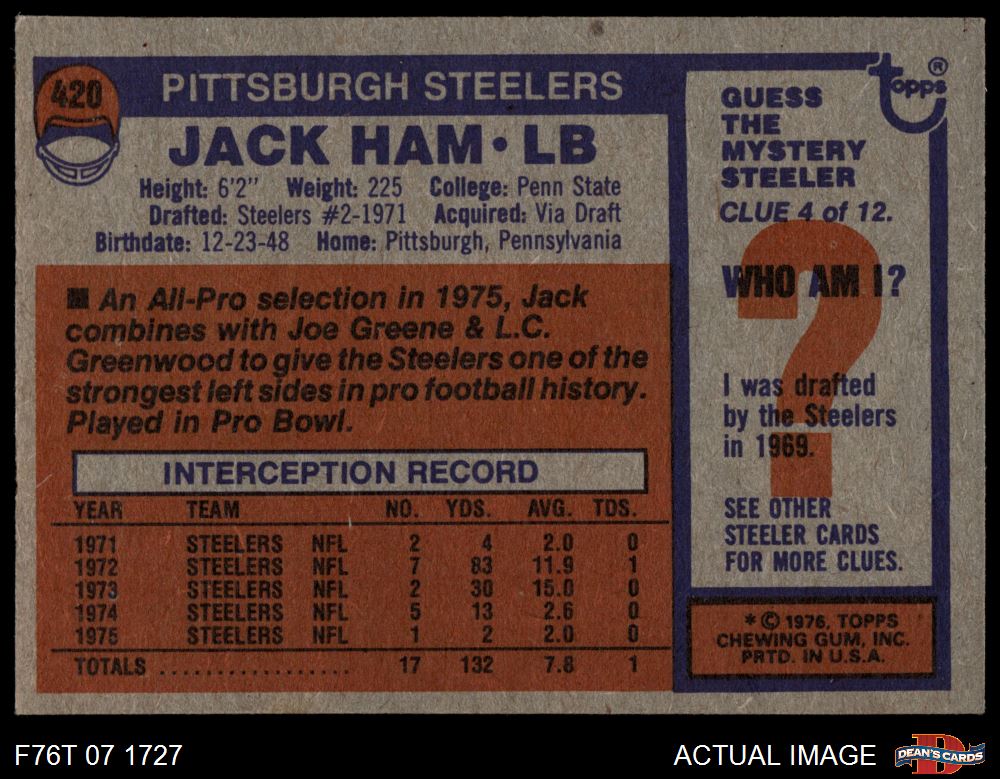 420
PITTSBURGH STEELERS
JACK HAM • LB
Height: 6'2" Weight: 225 College: Penn State
Drafted: Steelers #2-1971 Acquired: Via Draft
Birthdate: 12-23-48 Home: Pittsburgh, Pennsylvania
■ An All-Pro selection in 1975, Jack
combines with Joe Greene & L.C.
Greenwood to give the Steelers one of the
strongest left sides in pro football history.
Played in Pro Bowl.
INTERCEPTION RECORD
YEAR TEAM NO. YDS. AVG. TDS.
1971 STEELERS NFL 2 4 2.0 0
1972 STEELERS NFL 7 83 11.9 1
1973 STEELERS NFL 2 30 15.0 0
1974 STEELERS NFL 5 13 2.6 0
1975 STEELERS NFL 1 2 2.0 0
TOTALS .................. 17 132 7.8 1
topps ®
GUESS
THE
MYSTERY
STEELER
CLUE 4 of 12.
?
WHO AM I?
I was drafted
by the Steelers
in 1969.
SEE OTHER
STEELER CARDS
FOR MORE CLUES.
* © 1976, TOPPS
CHEWING GUM, INC.
PRTD. IN U.S.A.
F76T 07 1727
ACTUAL IMAGE
D
DEAN'S CARDS